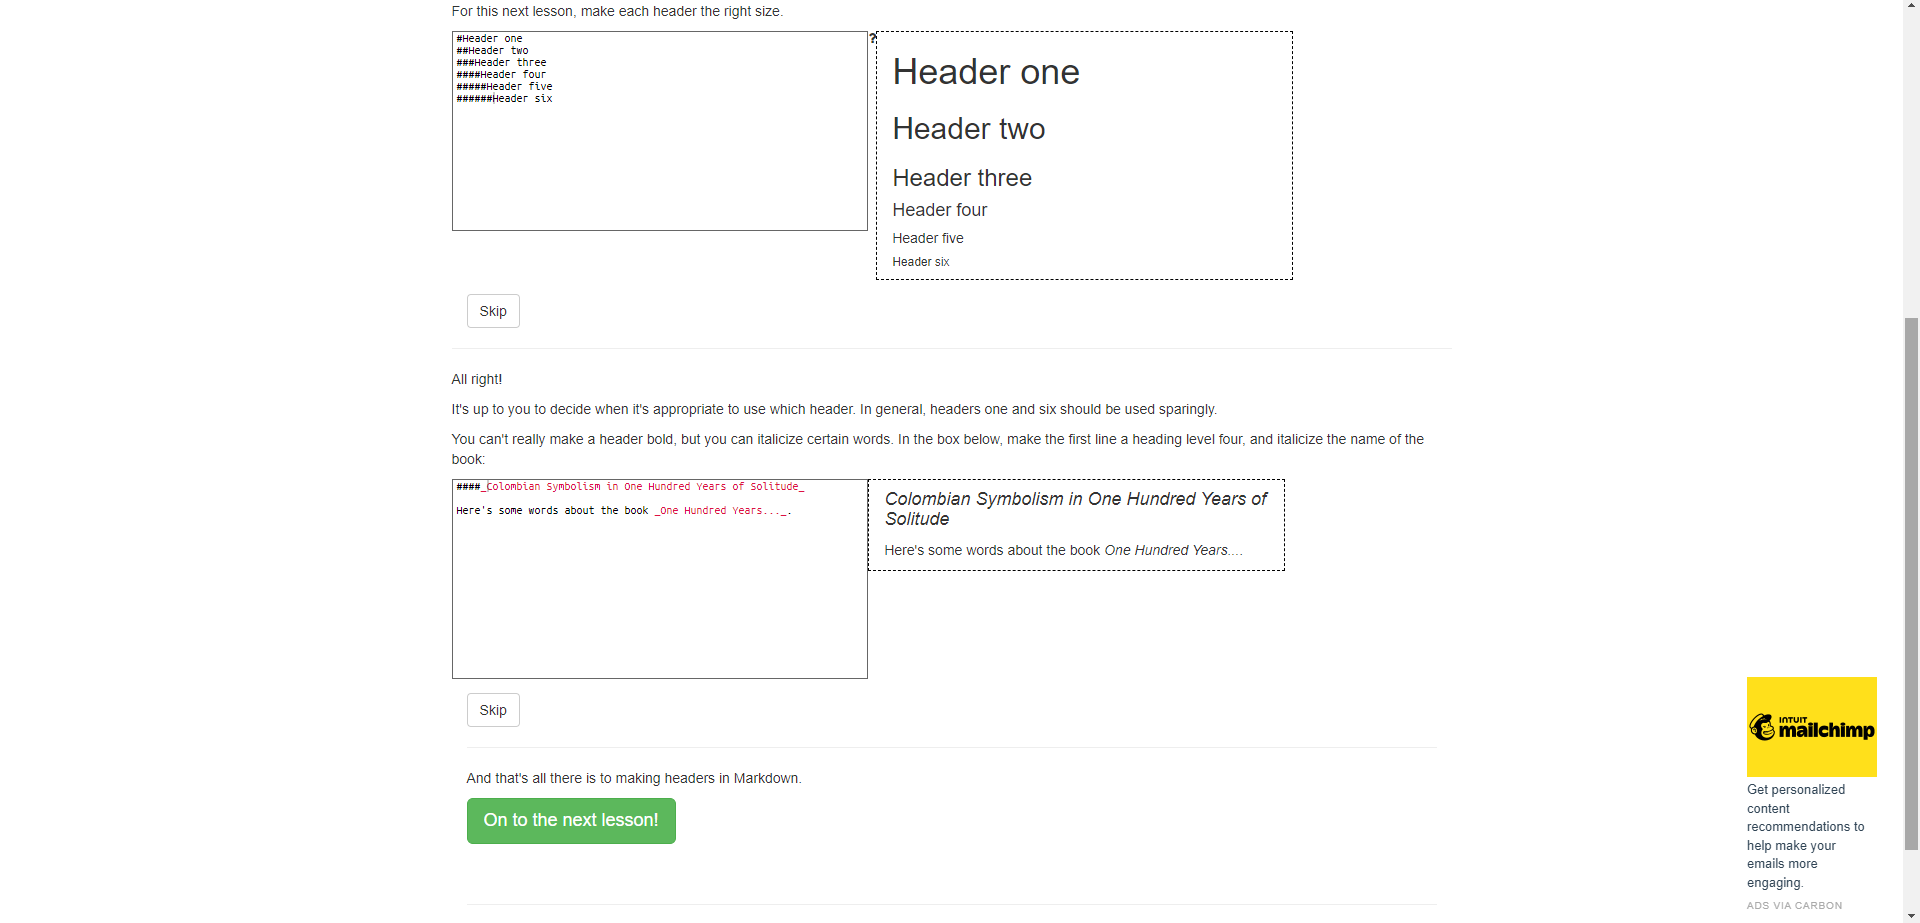 For this next lesson, make each header the right size.
#Header one
##Header two
###Header three
####Header four
#####Header five
######Header six
?
Header one
Header two
Header three
Header four
Header five
Header six
Skip
All right!
It's up to you to decide when it's appropriate to use which header. In general, headers one and six should be used sparingly.
You can't really make a header bold, but you can italicize certain words. In the box below, make the first line a heading level four, and italicize the name of the
book:
####_Colombian Symbolism in One Hundred Years of Solitude_
Here's some words about the book _One Hundred Years..._.
Colombian Symbolism in One Hundred Years of
Solitude
Here's some words about the book One Hundred Years....
Skip
And that's all there is to making headers in Markdown.
On to the next lesson!
INTUIT
mailchimp
Get personalized
content
recommendations to
help make your
emails more
engaging.
ADS VIA CARBON